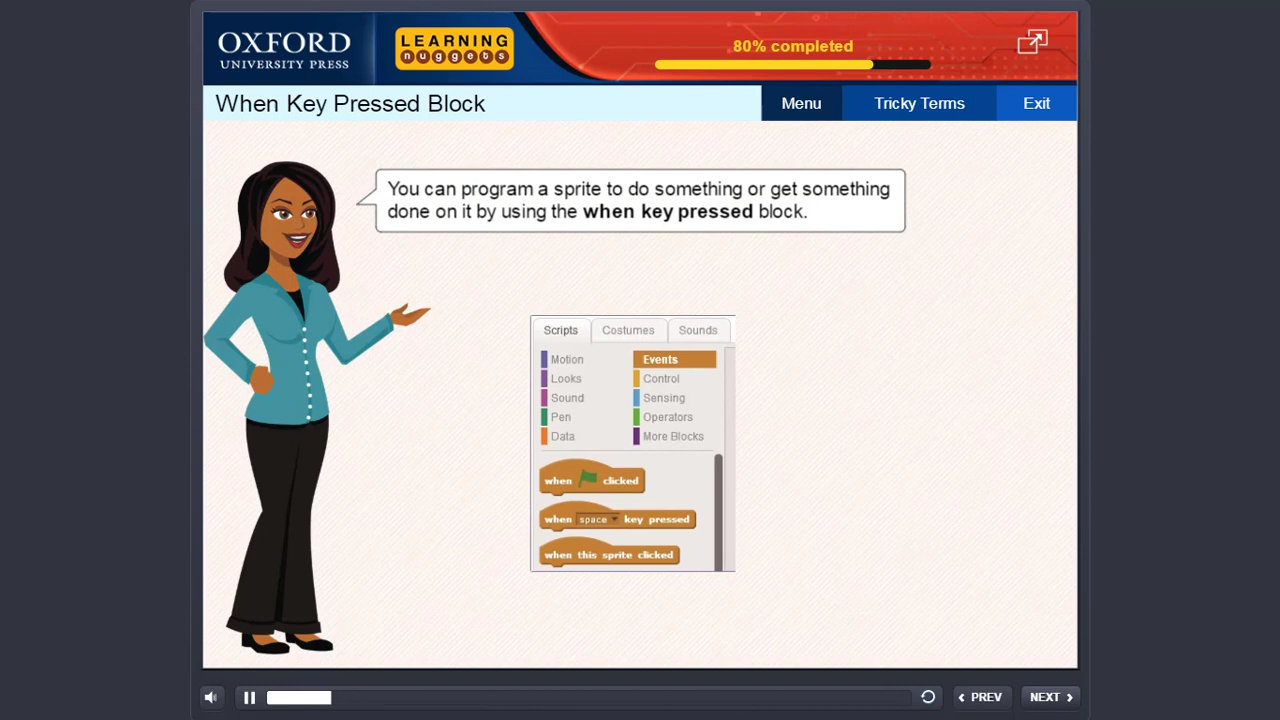 OXFORD
UNIVERSITY PRESS
LEARNING
nuggets
80% completed
When Key Pressed Block
Menu
Tricky Terms
Exit
You can program a sprite to do something or get something
done on it by using the when key pressed block.
Scripts
Costumes
Sounds
Motion
Events
Looks
Control
Sound
Sensing
Pen
Operators
Data
More Blocks
when clicked
when space key pressed
when this sprite clicked
PREV
NEXT